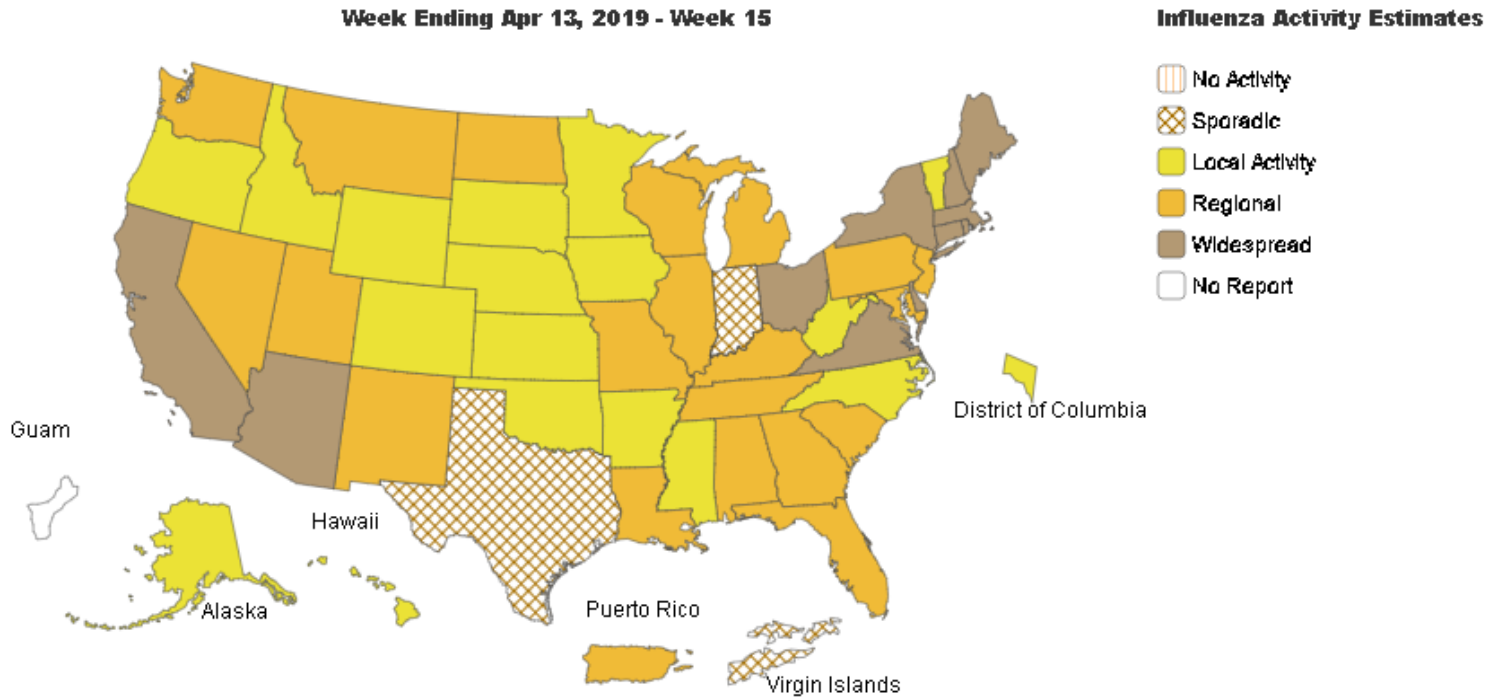 Week Ending Apr 13, 2019 - Week 15
Influenza Activity Estimates
No Activity
Sporadic
Local Activity
Regional
Widespread
No Report
District of Columbia
Guam
Hawaii
Alaska
Puerto Rico
Virgin Islands